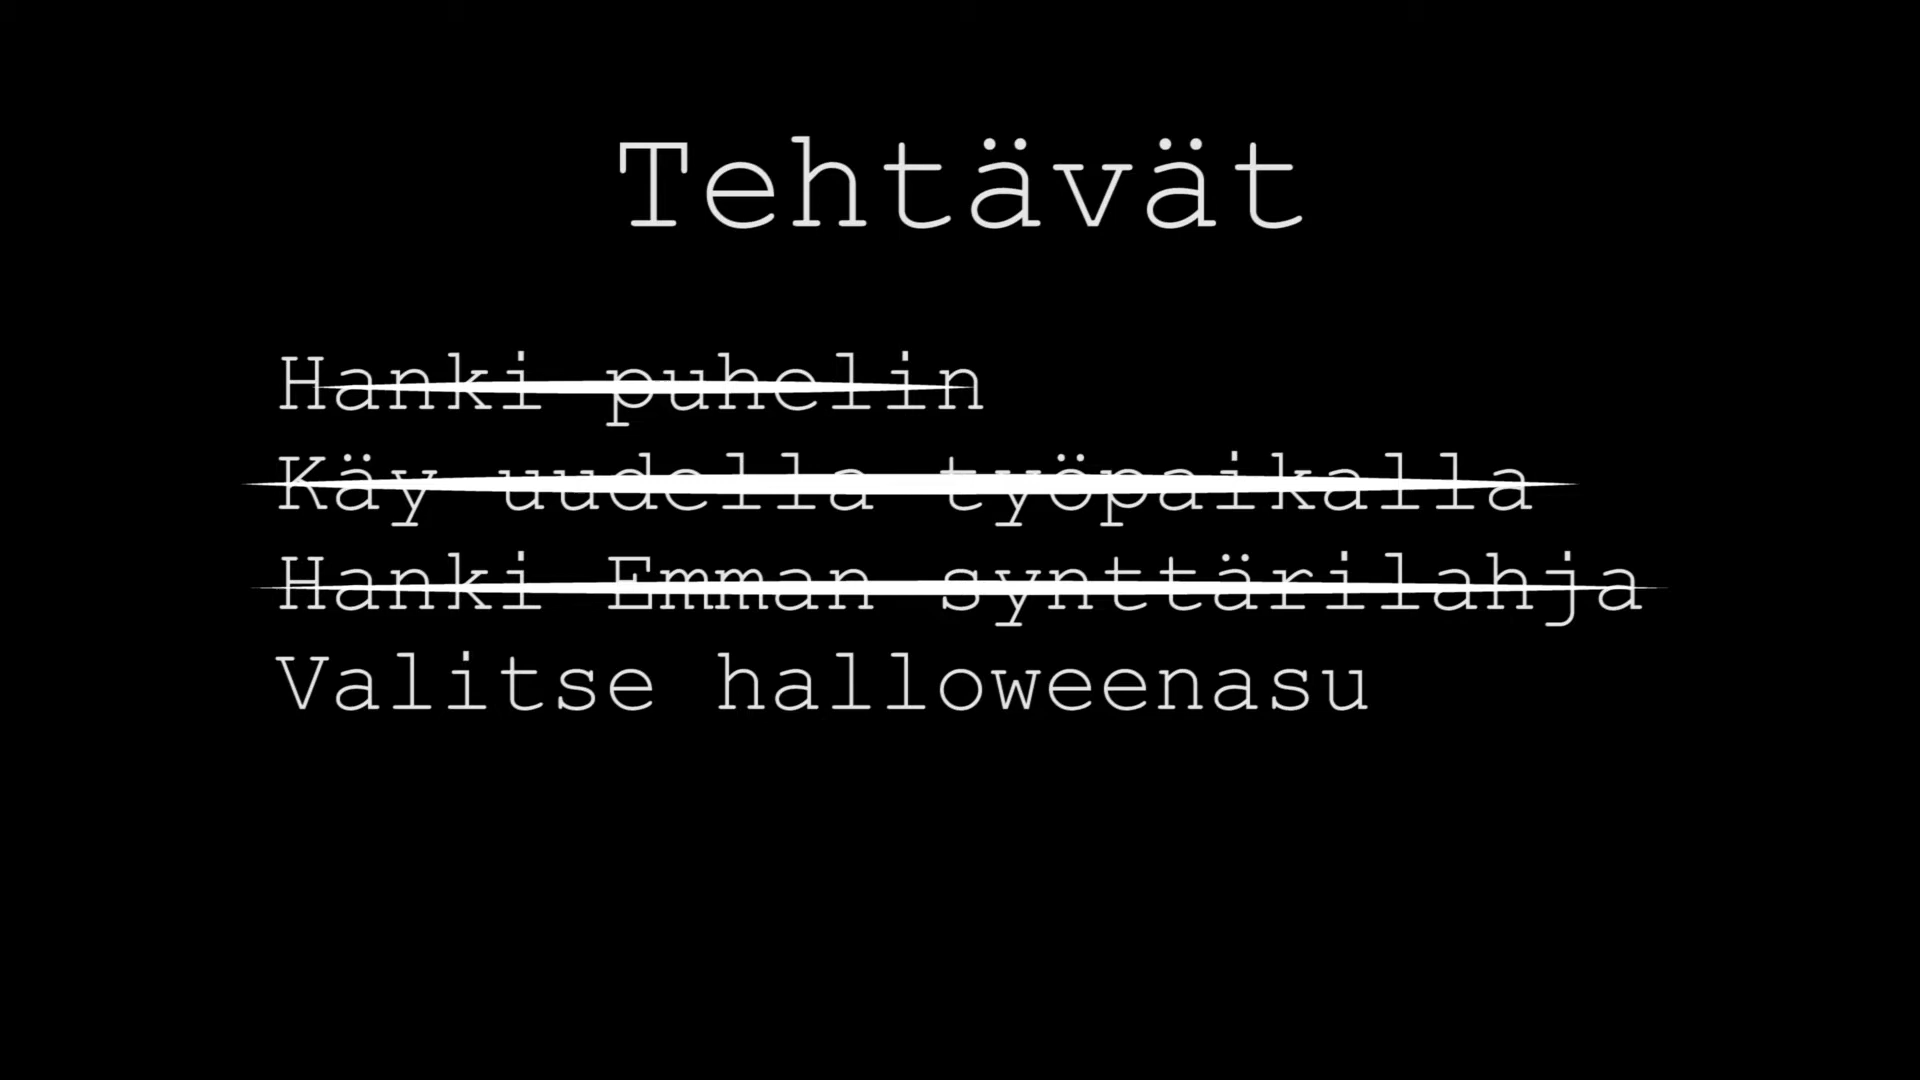 Tehtävät
Hanki puhelin
Käy uudella työpaikalla
Hanki Emman synttärilahja
Valitse halloweenasu